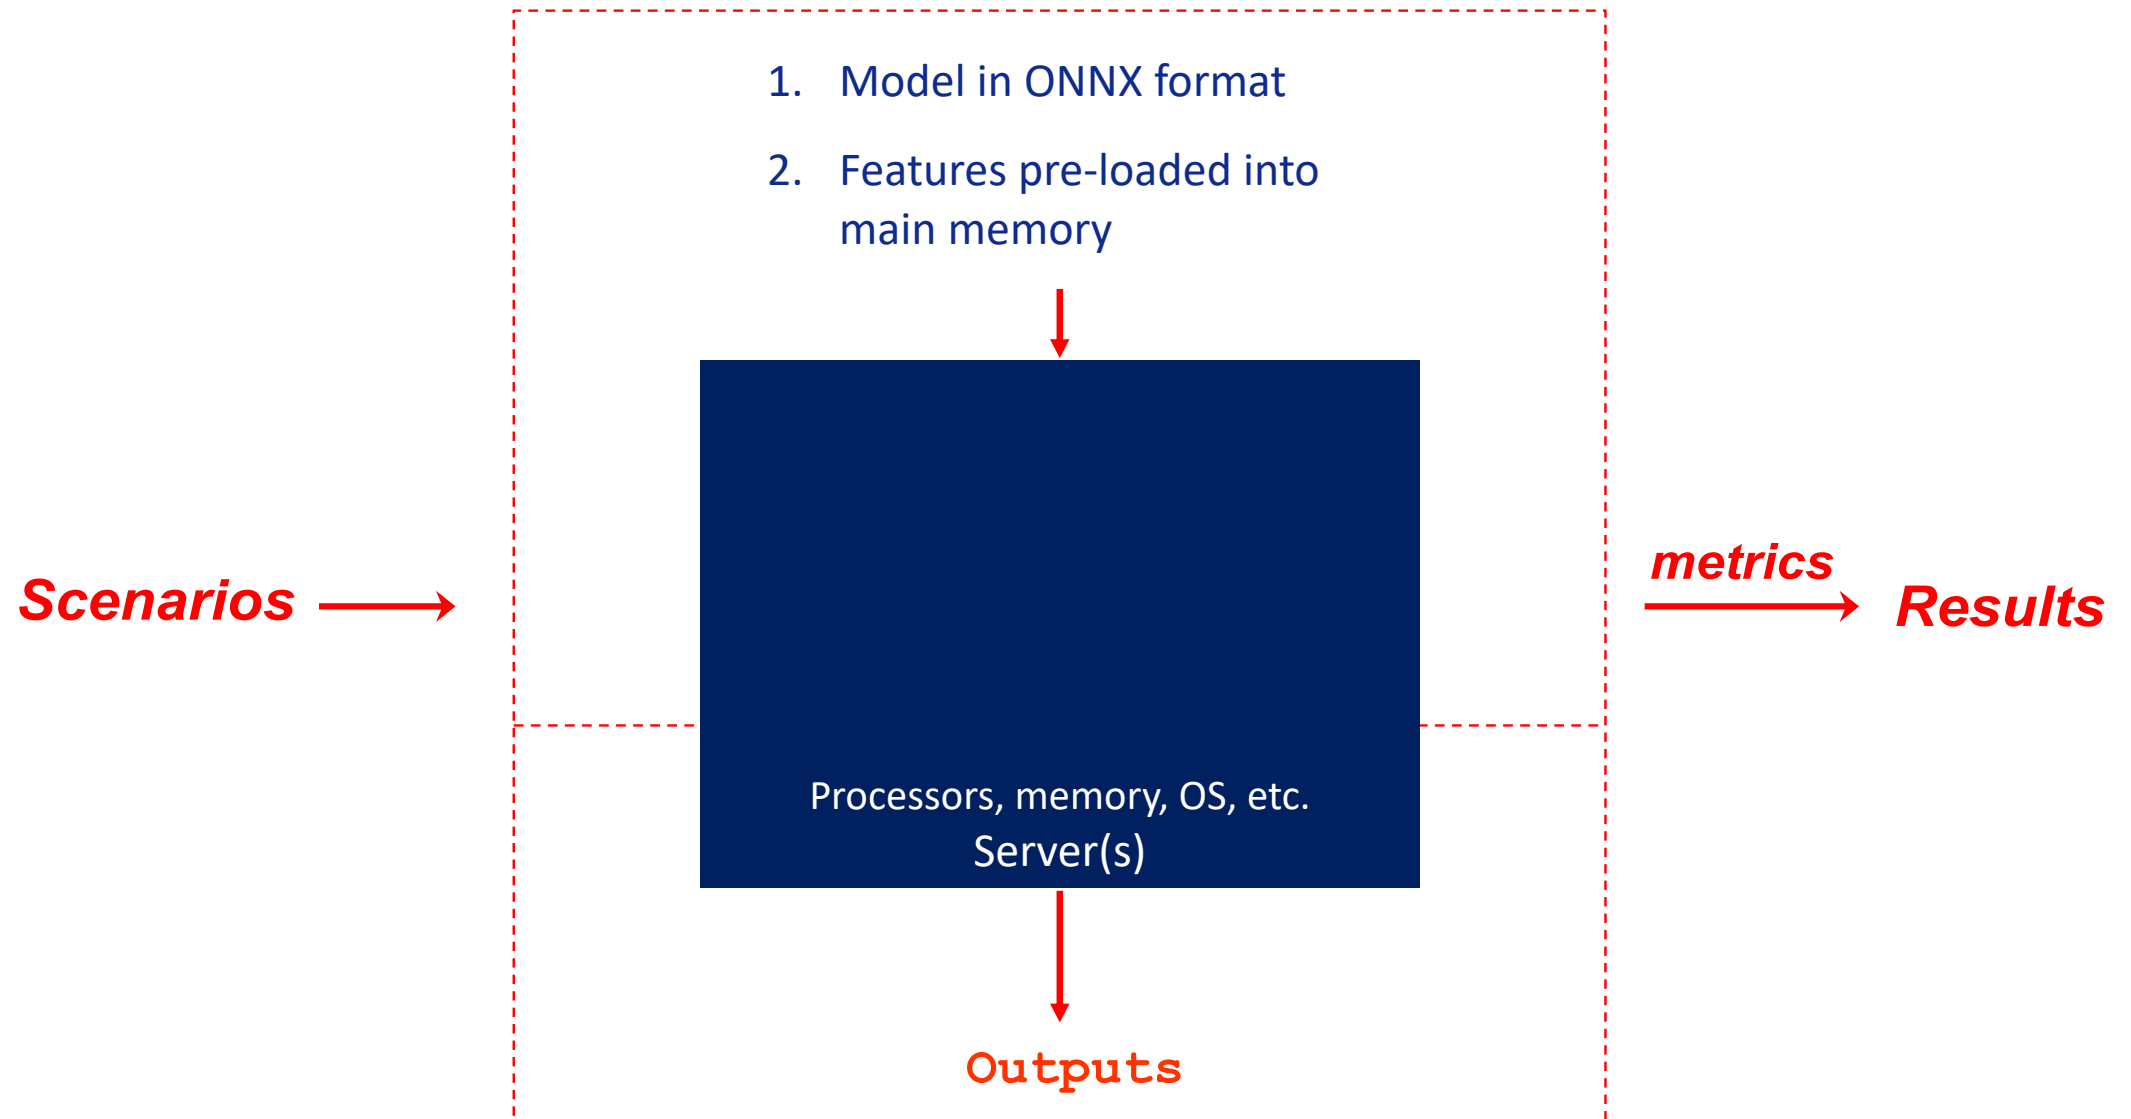 1. Model in ONNX format
2. Features pre-loaded into
main memory
Scenarios
metrics
Results
Processors, memory, OS, etc.
Server(s)
Outputs